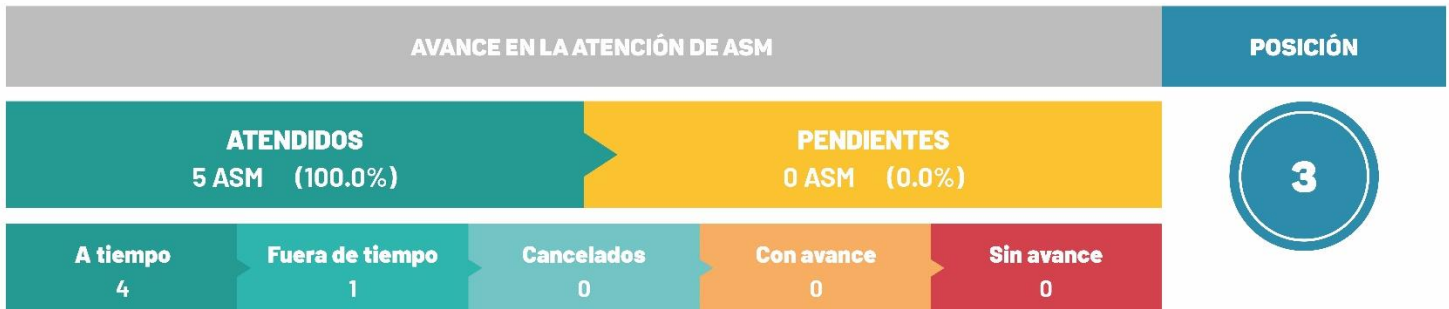 AVANCE EN LA ATENCIÓN DE ASM
POSICIÓN
ATENDIDOS
5 ASM (100.0%)
PENDIENTES
0 ASM (0.0%)
3
A tiempo
4
Fuera de tiempo
1
Cancelados
0
Con avance
0
Sin avance
0